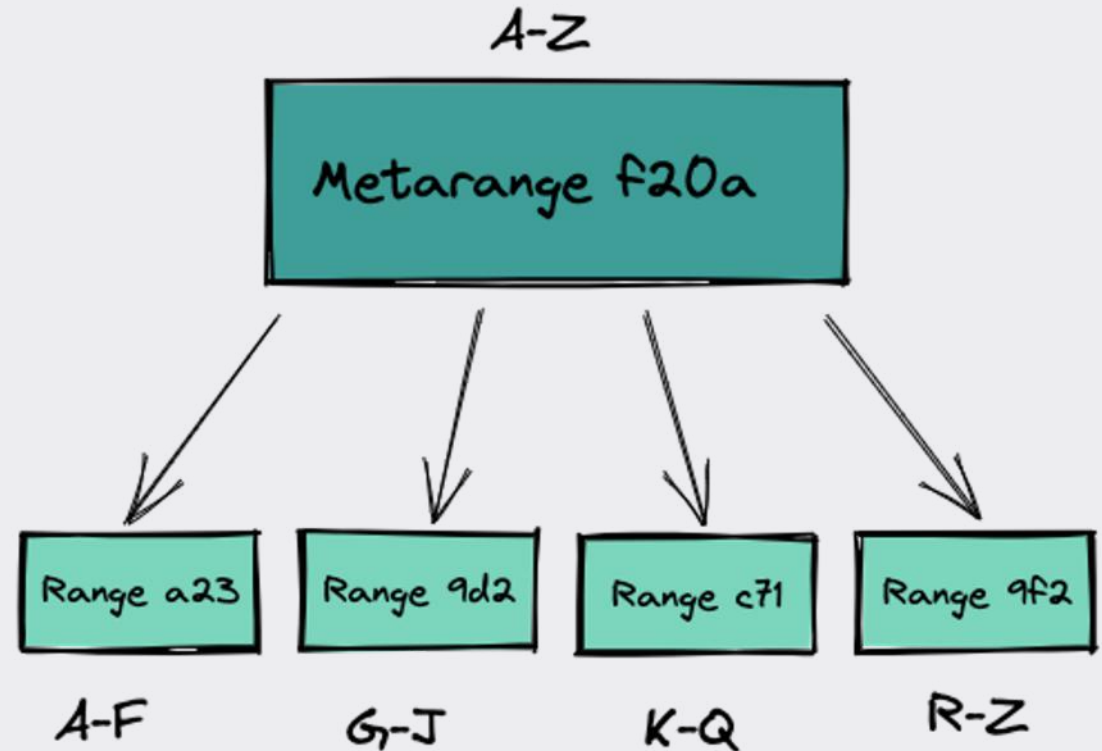 A-Z
Metarange f20a
Range a23
Range 9d2
Range c71
Range 9f2
A-F
G-J
K-Q
R-Z